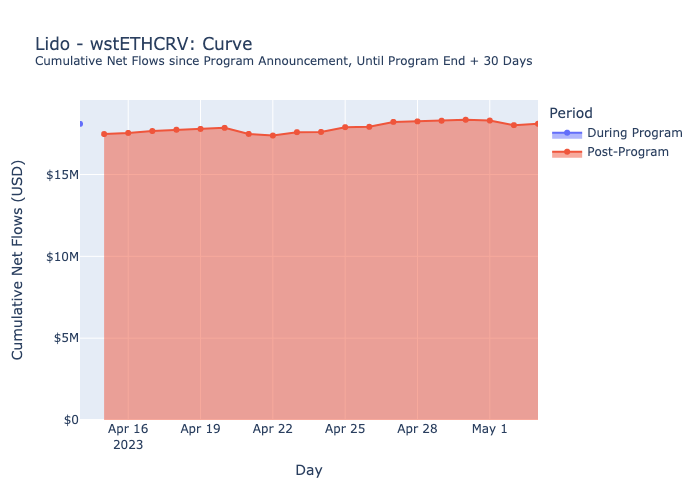 Lido - wstETHCRV: Curve
Cumulative Net Flows since Program Announcement, Until Program End + 30 Days
Period
During Program
Post-Program
Cumulative Net Flows (USD)
$15M
$10M
$5M
$0
Apr 16
2023
Apr 19
Apr 22
Apr 25
Apr 28
May 1
Day